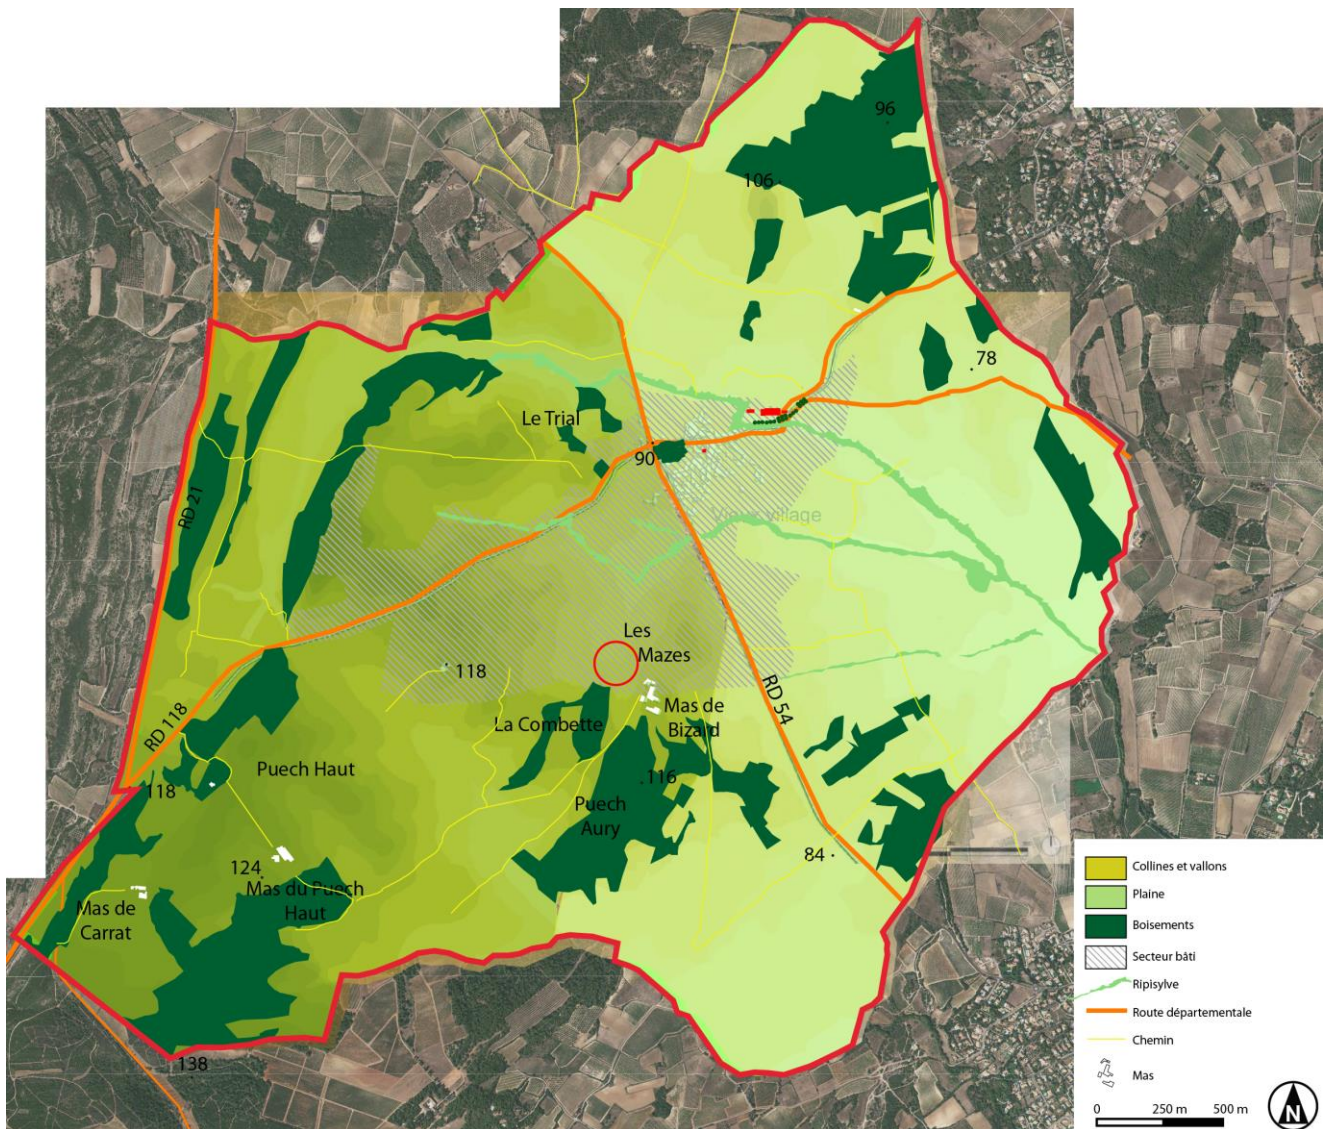 96
106
78
Le Trial
90
RD 21
Vieux village
Les
Mazes
118
RD 54
Mas de
Bizard
La Combette
RD 118
Puech Haut
116
118
Puech
Aury
84
124
Mas du Puech
Haut
Mas de
Carrat
138
Collines et vallons
Plaine
Boisements
Secteur bâti
Ripisylve
Route départementale
Chemin
Mas
0 250 m 500 m
N